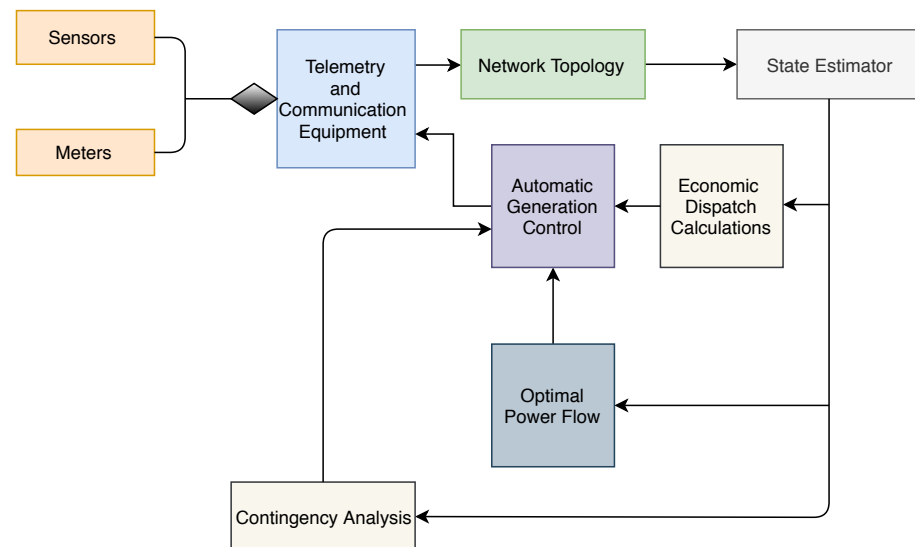 Sensors
Meters
Telemetry
and
Communication
Equipment
Network Topology
State Estimator
Automatic
Generation
Control
Economic
Dispatch
Calculations
Optimal
Power Flow
Contingency Analysis